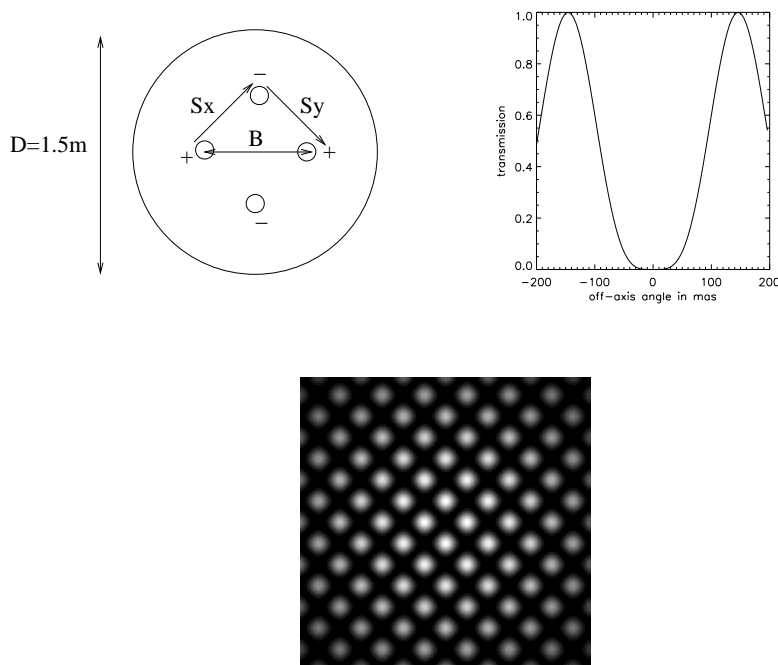 D=1.5m
Sx
Sy
B
−
+
+
−
1.0
0.8
0.6
0.4
0.2
0.0
transmission
−200 −100 0 100 200
off−axis angle in mas